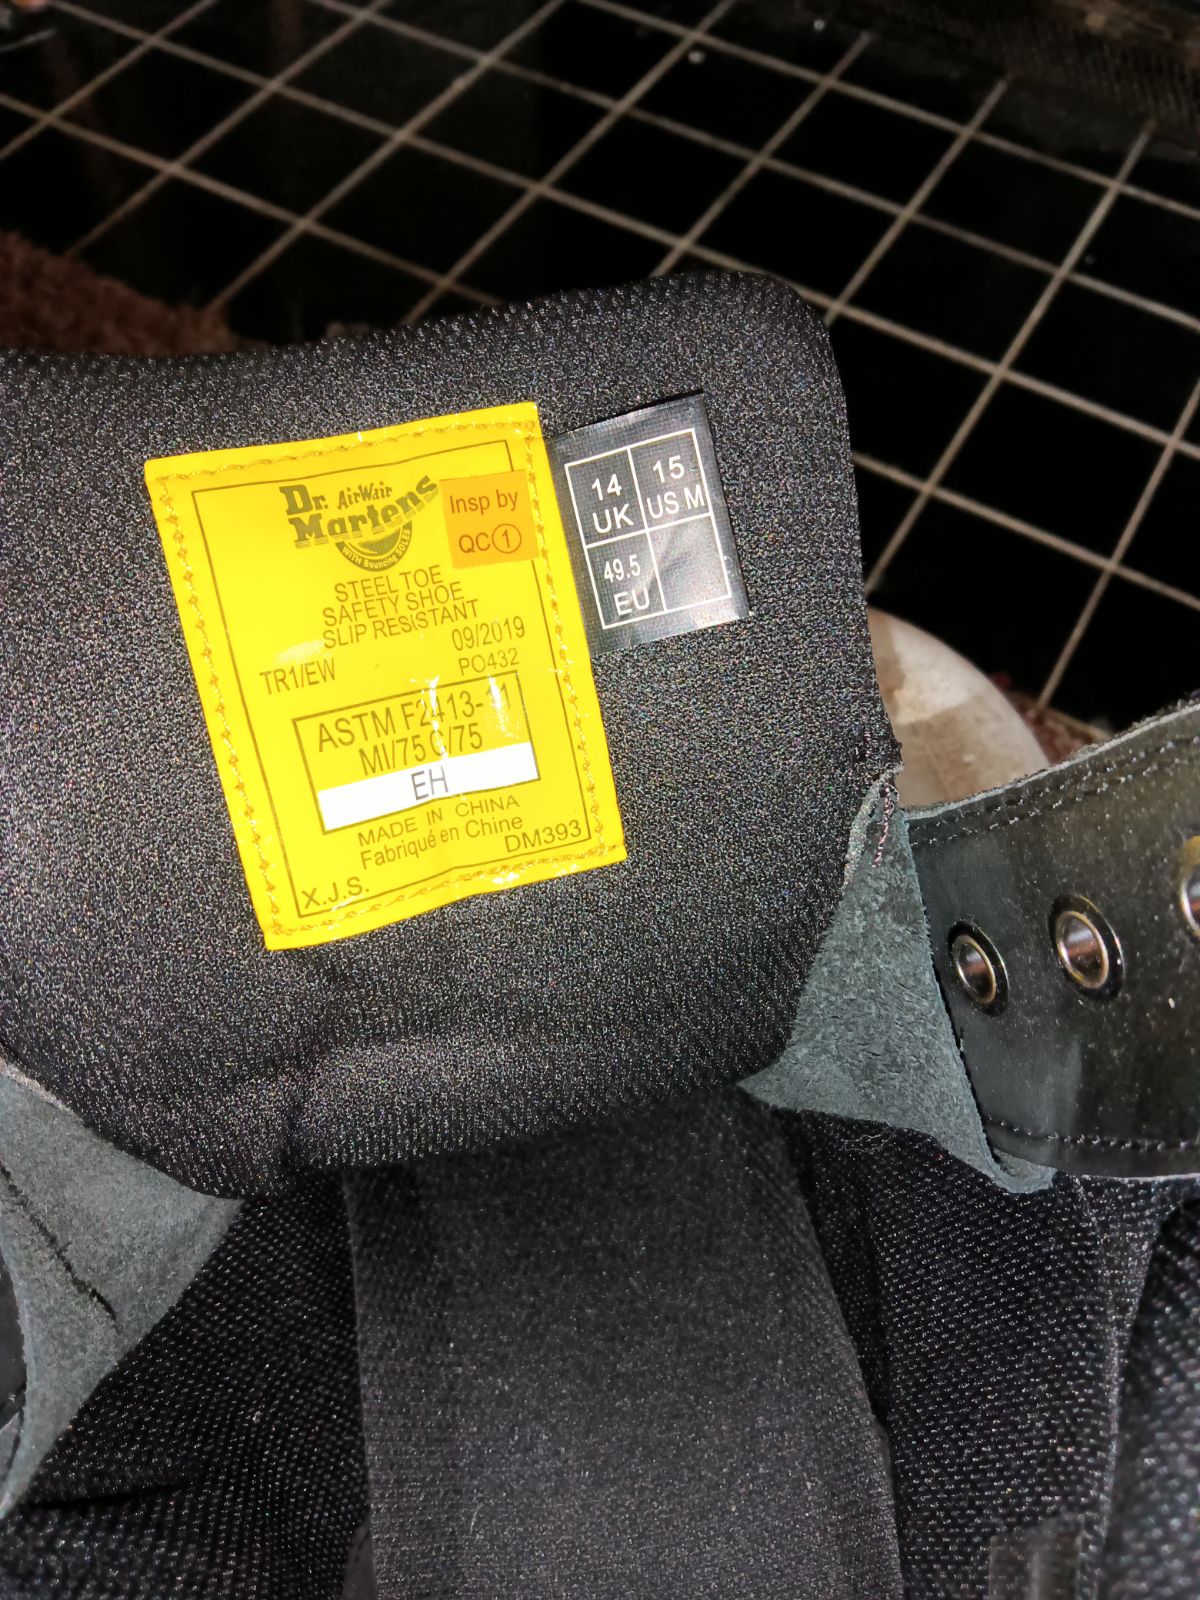 Dr. AirWair
Martens
WITH Bouncing SOLES
Insp by
QC①
STEEL TOE
SAFETY SHOE
SLIP RESISTANT
09/2019
TR1/EW
PO432
ASTM F2413-11
MI/75 C/75
EH
MADE IN CHINA
Fabriqué en Chine
DM393
X.J.S.
14
UK
15
US M
49.5
EU